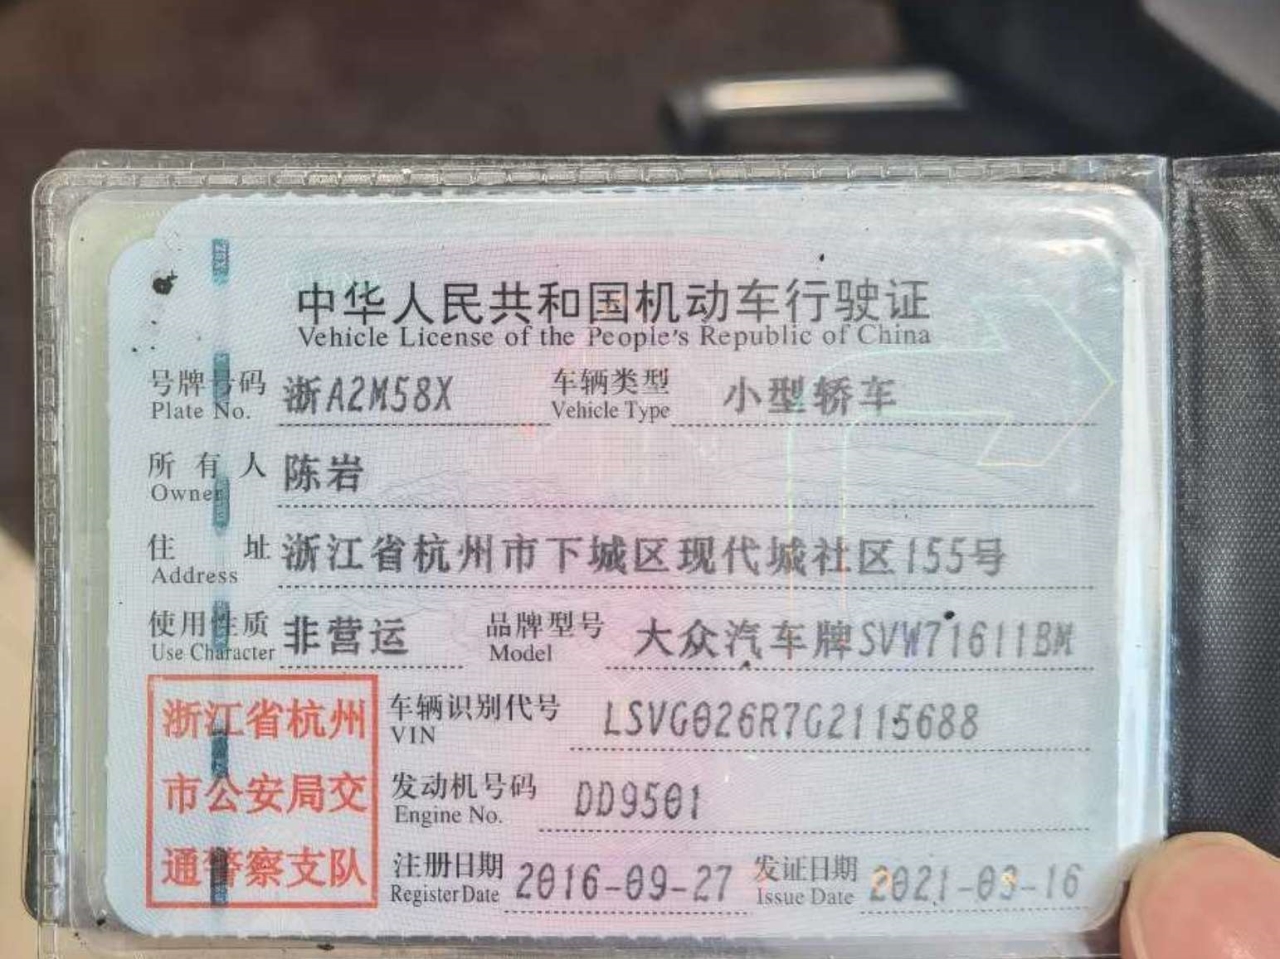 中华人民共和国机动车行驶证
Vehicle License of the People's Republic of China
号牌号码 浙A2M58X 车辆类型 小型轿车
Plate No. Vehicle Type
所有人 陈岩
Owner
住址 浙江省杭州市下城区现代城社区155号
Address
使用性质 非营运 品牌型号 大众汽车牌SVW71611BM
Use Character Model
浙江省杭州
市公安局交
通警察支队
车辆识别代号 LSVG026R7G2115688
VIN
发动机号码 DD9501
Engine No.
注册日期 2016-09-27 发证日期 2021-03-16
Register Date Issue Date